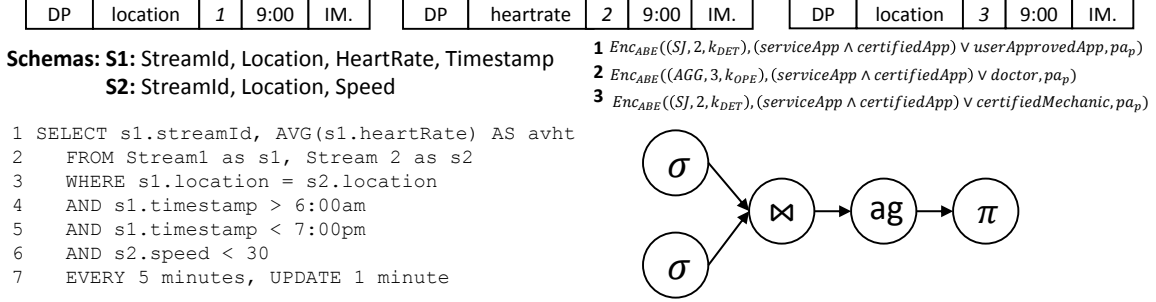 DP location 1 9:00 IM. DP heartrate 2 9:00 IM. DP location 3 9:00 IM.
Schemas: S1: StreamId, Location, HeartRate, Timestamp
S2: StreamId, Location, Speed
1 Enc_ABE((SJ, 2, k_DET), (serviceApp ∧ certifiedApp) ∨ userApprovedApp, pa_p)
2 Enc_ABE((AGG, 3, k_OPE), (serviceApp ∧ certifiedApp) ∨ doctor, pa_p)
3 Enc_ABE((SJ, 2, k_DET), (serviceApp ∧ certifiedApp) ∨ certifiedMechanic, pa_p)
1 SELECT s1.streamId, AVG(s1.heartRate) AS avht
2 FROM Stream1 as s1, Stream 2 as s2
3 WHERE s1.location = s2.location
4 AND s1.timestamp > 6:00am
5 AND s1.timestamp < 7:00pm
6 AND s2.speed < 30
7 EVERY 5 minutes, UPDATE 1 minute
σ
⋈ ag π
σ